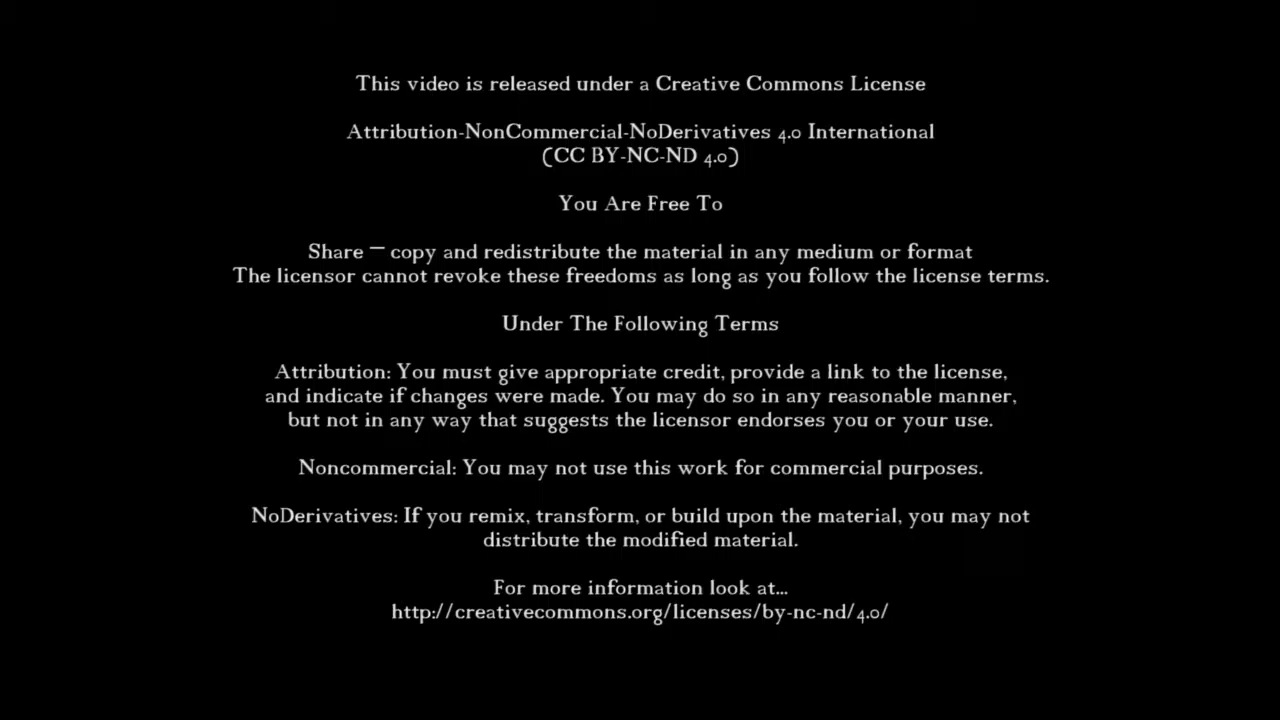 This video is released under a Creative Commons License
Attribution-NonCommercial-NoDerivatives 4.0 International
(CC BY-NC-ND 4.0)
You Are Free To
Share — copy and redistribute the material in any medium or format
The licensor cannot revoke these freedoms as long as you follow the license terms.
Under The Following Terms
Attribution: You must give appropriate credit, provide a link to the license,
and indicate if changes were made. You may do so in any reasonable manner,
but not in any way that suggests the licensor endorses you or your use.
Noncommercial: You may not use this work for commercial purposes.
NoDerivatives: If you remix, transform, or build upon the material, you may not
distribute the modified material.
For more information look at...
http://creativecommons.org/licenses/by-nc-nd/4.0/